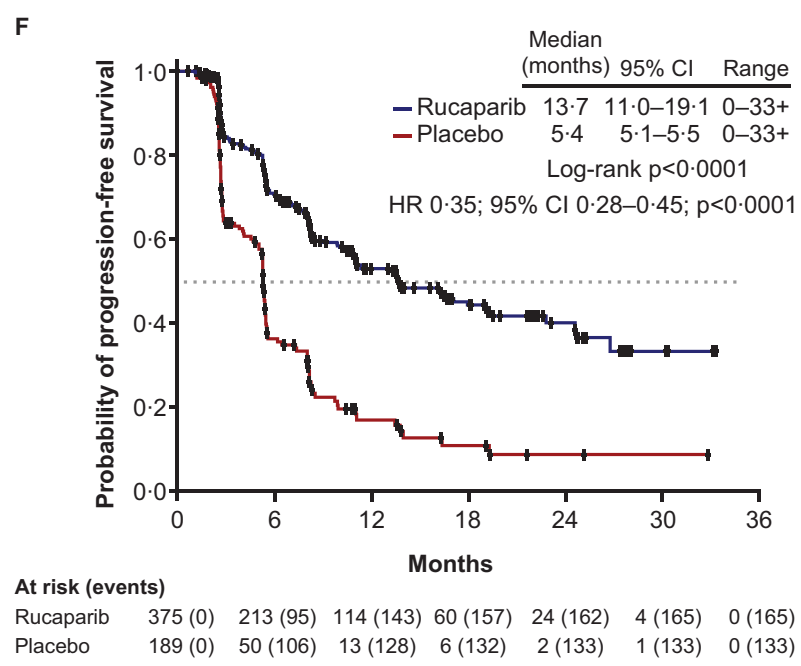 F
Median
(months) 95% CI Range
Rucaparib 13·7 11·0–19·1 0–33+
Placebo 5·4 5·1–5·5 0–33+
Log-rank p<0·0001
HR 0·35; 95% CI 0·28–0·45; p<0·0001
Probability of progression-free survival
1·0
0·8
0·6
0·4
0·2
0·0
0 6 12 18 24 30 36
Months
At risk (events)
Rucaparib 375 (0) 213 (95) 114 (143) 60 (157) 24 (162) 4 (165) 0 (165)
Placebo 189 (0) 50 (106) 13 (128) 6 (132) 2 (133) 1 (133) 0 (133)